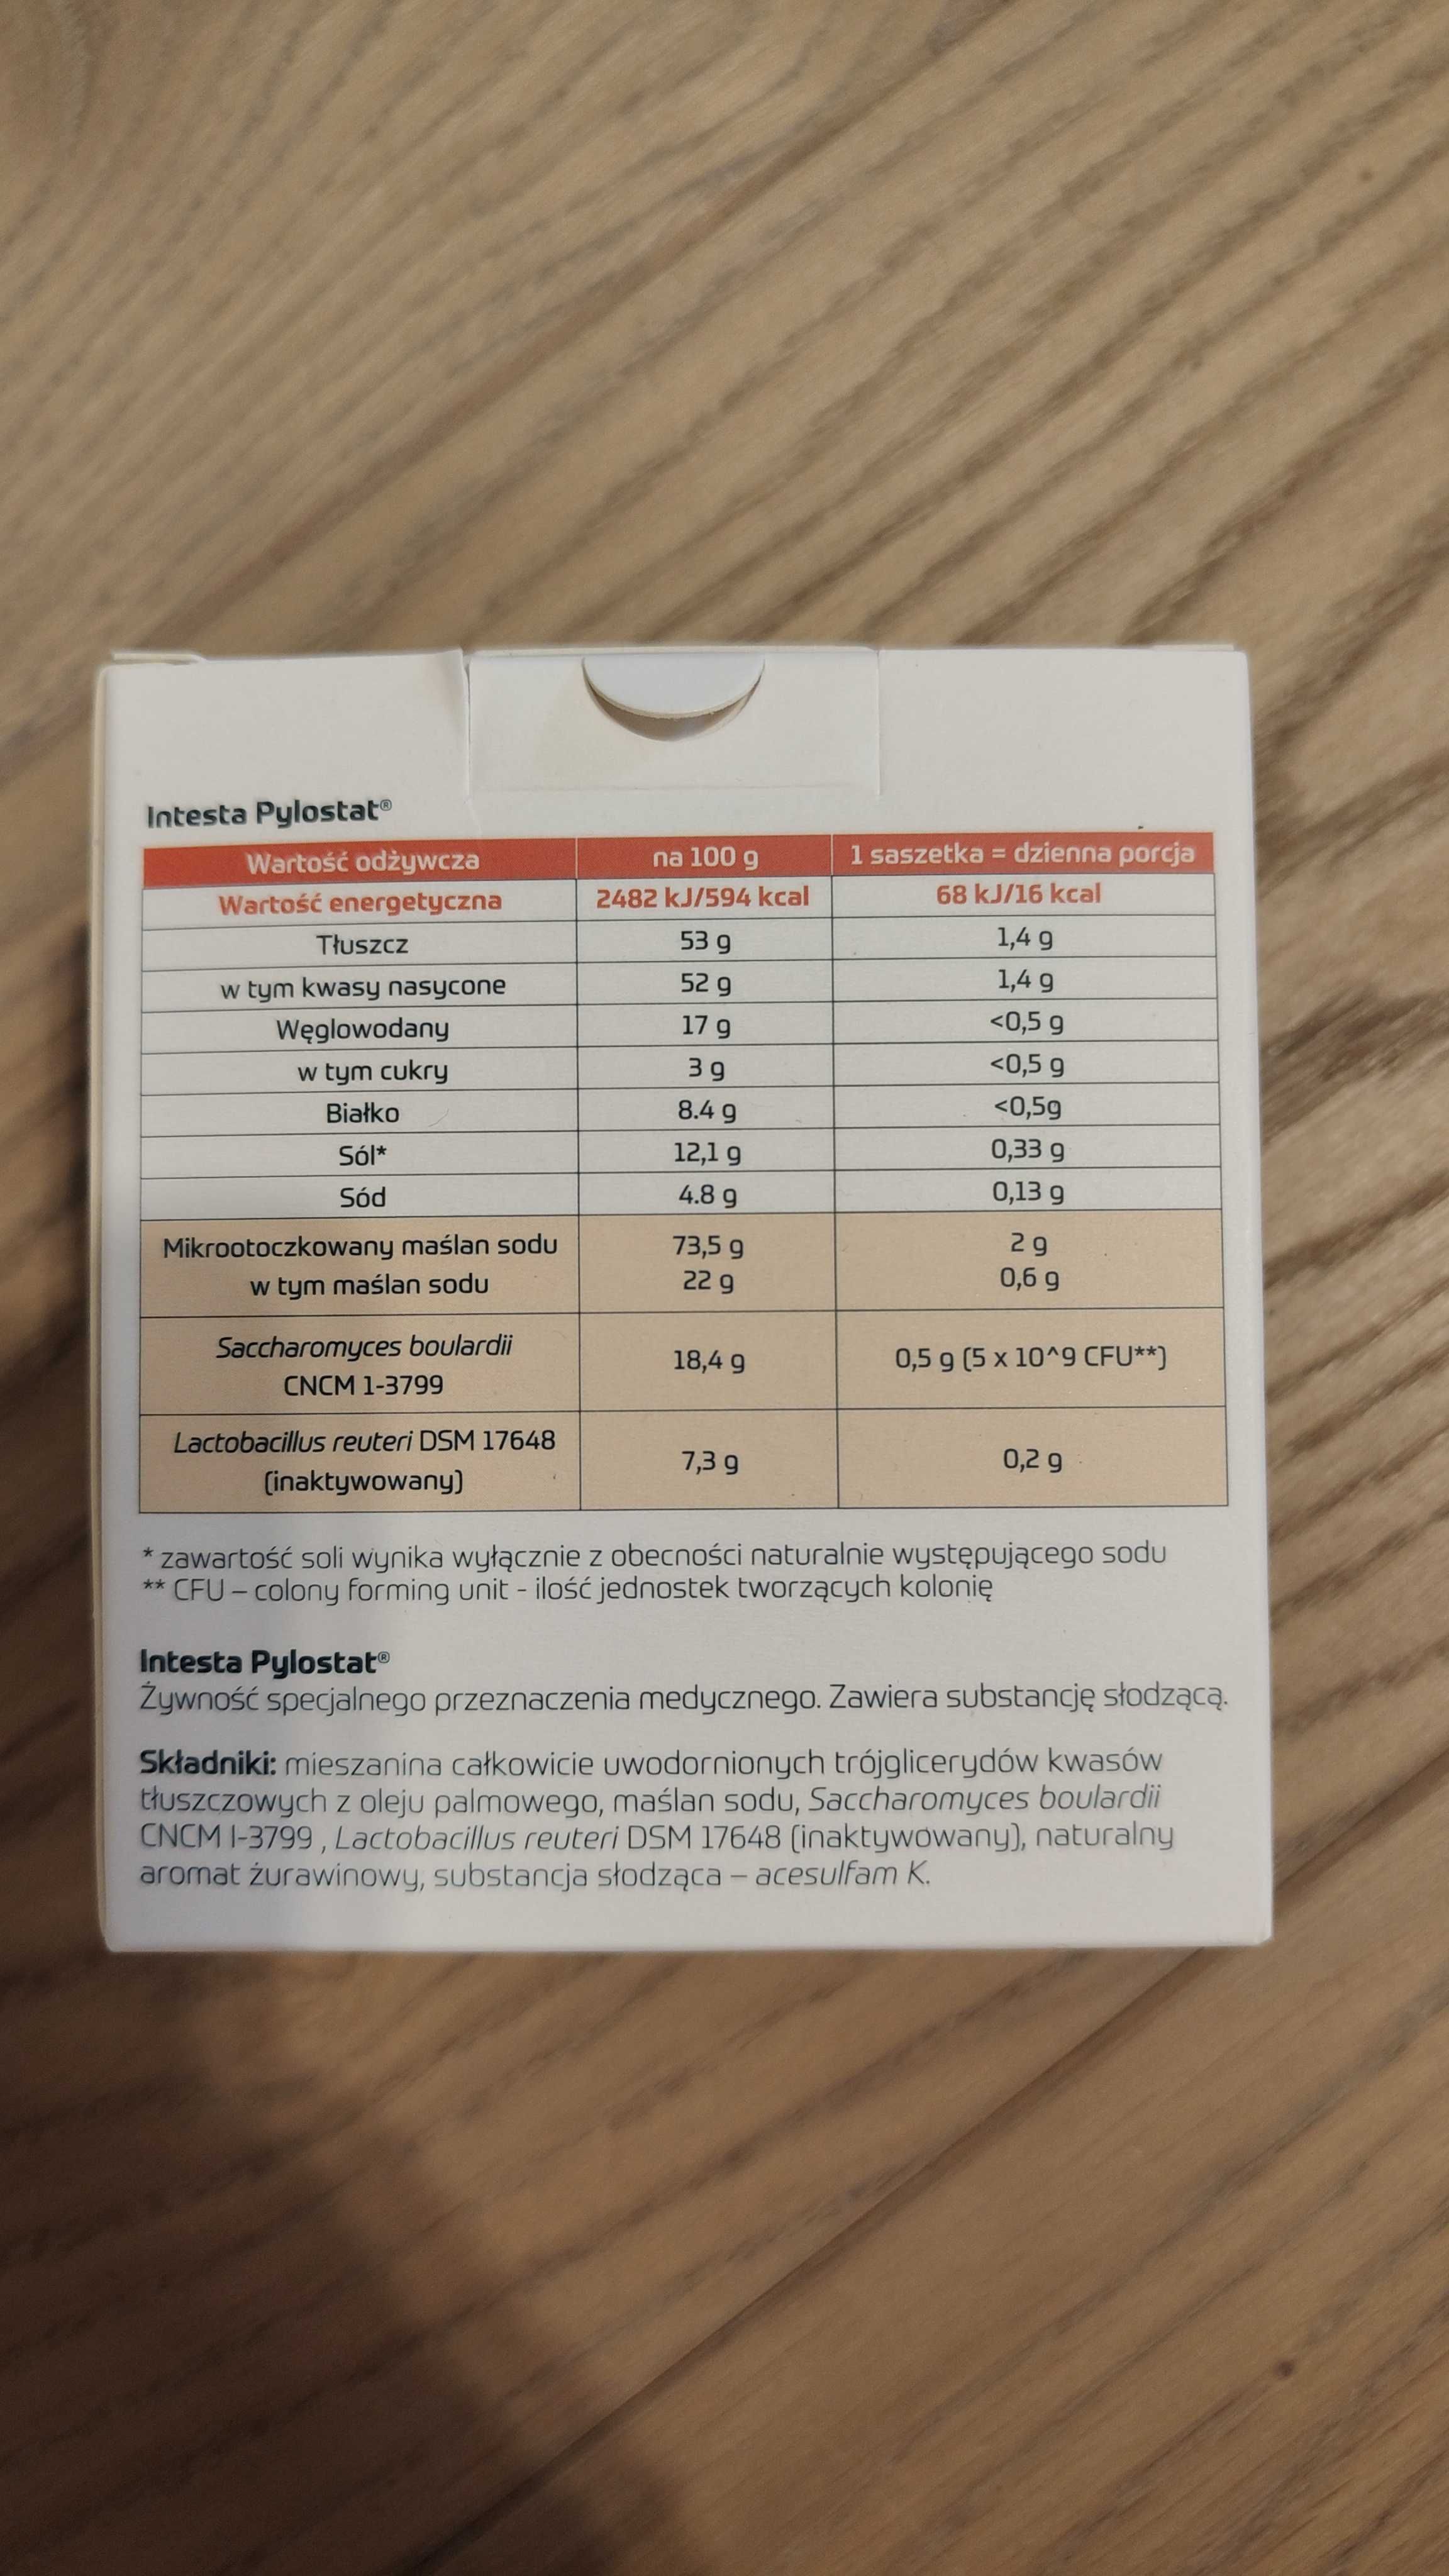 Intesta Pylostat®
Wartość odżywcza na 100 g 1 saszetka = dzienna porcja
Wartość energetyczna 2482 kJ/594 kcal 68 kJ/16 kcal
Tłuszcz 53 g 1,4 g
w tym kwasy nasycone 52 g 1,4 g
Węglowodany 17 g <0,5 g
w tym cukry 3 g <0,5 g
Białko 8.4 g <0,5g
Sól* 12,1 g 0,33 g
Sód 4.8 g 0,13 g
Mikrootoczkowany maślan sodu 73,5 g 2 g
w tym maślan sodu 22 g 0,6 g
Saccharomyces boulardii
CNCM 1-3799 18,4 g 0,5 g (5 x 10^9 CFU**)
Lactobacillus reuteri DSM 17648
(inaktywowany) 7,3 g 0,2 g
* zawartość soli wynika wyłącznie z obecności naturalnie występującego sodu
** CFU – colony forming unit - ilość jednostek tworzących kolonię
Intesta Pylostat®
Żywność specjalnego przeznaczenia medycznego. Zawiera substancję słodzącą.
Składniki: mieszanina całkowicie uwodornionych trójglicerydów kwasów
tłuszczowych z oleju palmowego, maślan sodu, Saccharomyces boulardii
CNCM I-3799 , Lactobacillus reuteri DSM 17648 (inaktywowany), naturalny
aromat żurawinowy, substancja słodząca – acesulfam K.